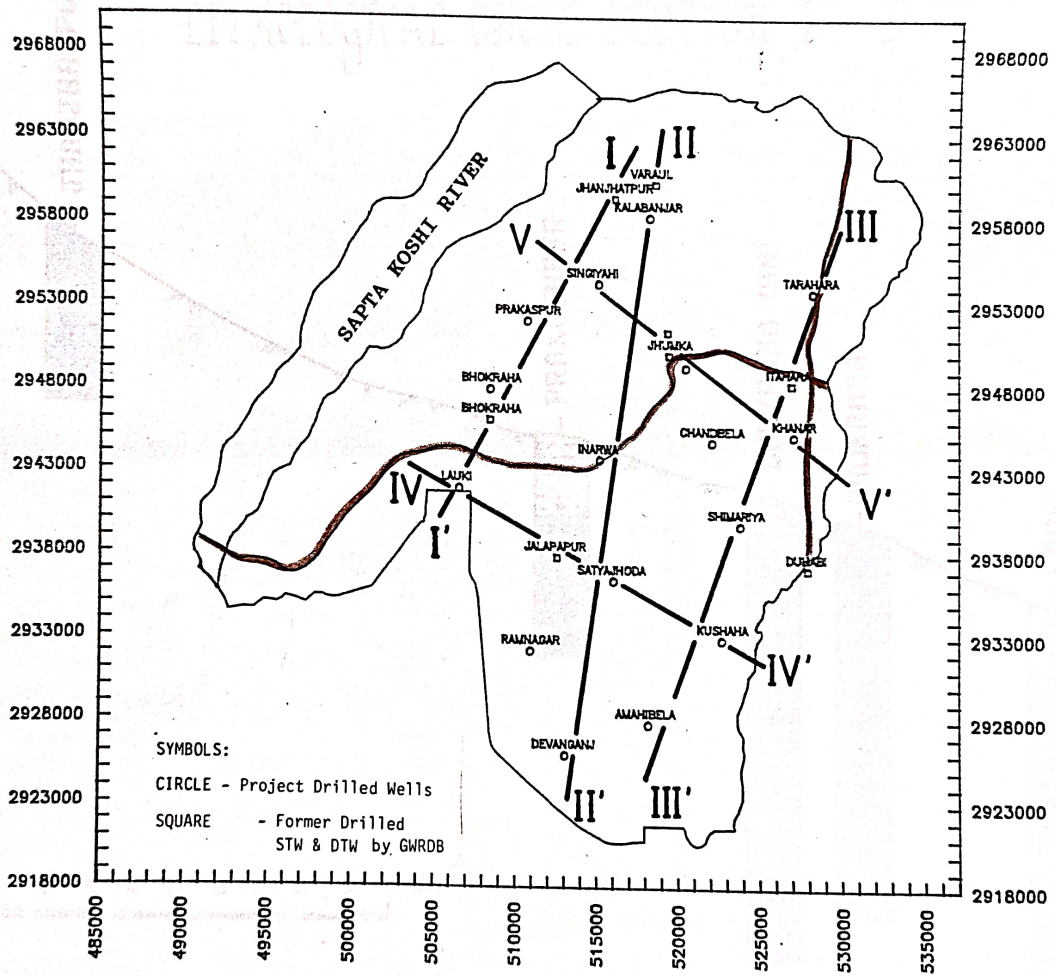 2968000
2963000
2958000
2953000
2948000
2943000
2938000
2933000
2928000
2923000
2918000
2968000
2963000
2958000
2953000
2948000
2943000
2938000
2933000
2928000
2923000
2918000
485000
490000
495000
500000
505000
510000
515000
520000
525000
530000
535000
SAPTA KOSHI RIVER
I
II
VARAUL
JHANJHATPUR
KALABANJAR
III
V
SINGIYAHI
TARAHARA
PRAKASPUR
JHUMKA
BHOKRAHA
ITAHARA
BHOKRAHA
KHANAR
CHANDBELA
INARWA
IV
LAUKI
V'
I'
SHIMARIYA
JALAPAPUR
SATYAJHODA
RAMNAGAR
KUSHAHA
IV'
AMAHIBELA
DEVANGANJ
II'
III'
SYMBOLS:
CIRCLE - Project Drilled Wells
SQUARE - Former Drilled
STW & DTW by GWRDB